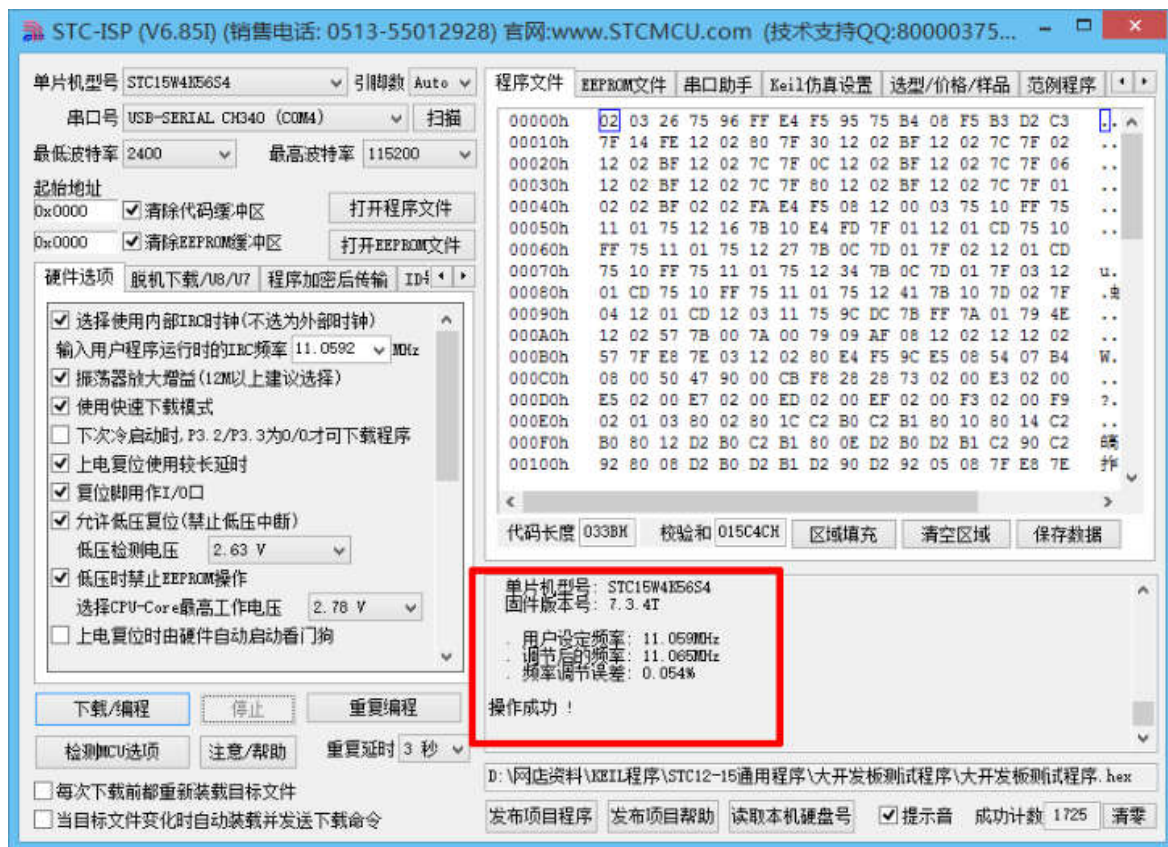 STC-ISP (V6.85I) (销售电话: 0513-55012928) 官网:www.STCMCU.com (技术支持QQ:80000375...
单片机型号 STC15W4K56S4 引脚数 Auto
串口号 USB-SERIAL CH340 (COM4) 扫描
最低波特率 2400 最高波特率 115200
起始地址
0x0000 清除代码缓冲区 打开程序文件
0x0000 清除EEPROM缓冲区 打开EEPROM文件
硬件选项 脱机下载/U8/U7 程序加密后传输
选择使用内部IRC时钟(不选为外部时钟)
输入用户程序运行时的IRC频率 11.0592 MHz
振荡器放大增益(12M以上建议选择)
使用快速下载模式
下次冷启动时,P3.2/P3.3为0/0才可下载程序
上电复位使用较长延时
复位脚用作I/O口
允许低压复位(禁止低压中断)
低压检测电压 2.63 V
低压时禁止EEPROM操作
选择CPU-Core最高工作电压 2.78 V
上电复位时由硬件自动启动看门狗
下载/编程 停止 重复编程
检测MCU选项 注意/帮助 重复延时 3 秒
每次下载前都重新装载目标文件
当目标文件变化时自动装载并发送下载命令
程序文件 EEPROM文件 串口助手 Keil仿真设置 选型/价格/样品 范例程序
00000h 02 03 26 75 96 FF E4 F5 95 75 B4 08 F5 B3 D2 C3 ..
00010h 7F 14 FE 12 02 80 7F 30 12 02 BF 12 02 7C 7F 02 ..
00020h 12 02 BF 12 02 7C 7F 0C 12 02 BF 12 02 7C 7F 06 ..
00030h 12 02 BF 12 02 7C 7F 80 12 02 BF 12 02 7C 7F 01 ..
00040h 02 02 BF 02 02 FA E4 F5 08 12 00 03 75 10 FF 75 ..
00050h 11 01 75 12 16 7B 10 E4 FD 7F 01 12 01 CD 75 10 ..
00060h FF 75 11 01 75 12 27 7B 0C 7D 01 7F 02 12 01 CD ..
00070h 75 10 FF 75 11 01 75 12 34 7B 0C 7D 01 7F 03 12 u.
00080h 01 CD 75 10 FF 75 11 01 75 12 41 7B 10 7D 02 7F
00090h 04 12 01 CD 12 03 11 75 9C DC 7B FF 7A 01 79 4E ..
000A0h 12 02 57 7B 00 7A 00 79 09 AF 08 12 02 12 12 02 ..
000B0h 57 7F E8 7E 03 12 02 80 E4 F5 9C E5 08 54 07 B4 W.
000C0h 08 00 50 47 90 00 CB F8 28 28 73 02 00 E3 02 00 ..
000D0h E5 02 00 E7 02 00 ED 02 00 EF 02 00 F3 02 00 F9 ?.
000E0h 02 01 03 80 02 80 1C C2 B0 C2 B1 80 10 80 14 C2 ..
000F0h B0 80 12 D2 B0 C2 B1 80 0E D2 B0 D2 B1 C2 90 C2
00100h 92 80 08 D2 B0 D2 B1 D2 90 D2 92 05 08 7F E8 7E
代码长度 033BH 校验和 015C4CH 区域填充 清空区域 保存数据
单片机型号: STC15W4K56S4
固件版本号: 7.3.4T
. 用户设定频率: 11.059MHz
. 调节后的频率: 11.065MHz
. 频率调节误差: 0.054%
操作成功 !
D:\网店资料\KEIL程序\STC12-15通用程序\大开发板测试程序\大开发板测试程序.hex
发布项目程序 发布项目帮助 读取本机硬盘号 提示音 成功计数 1725 清零